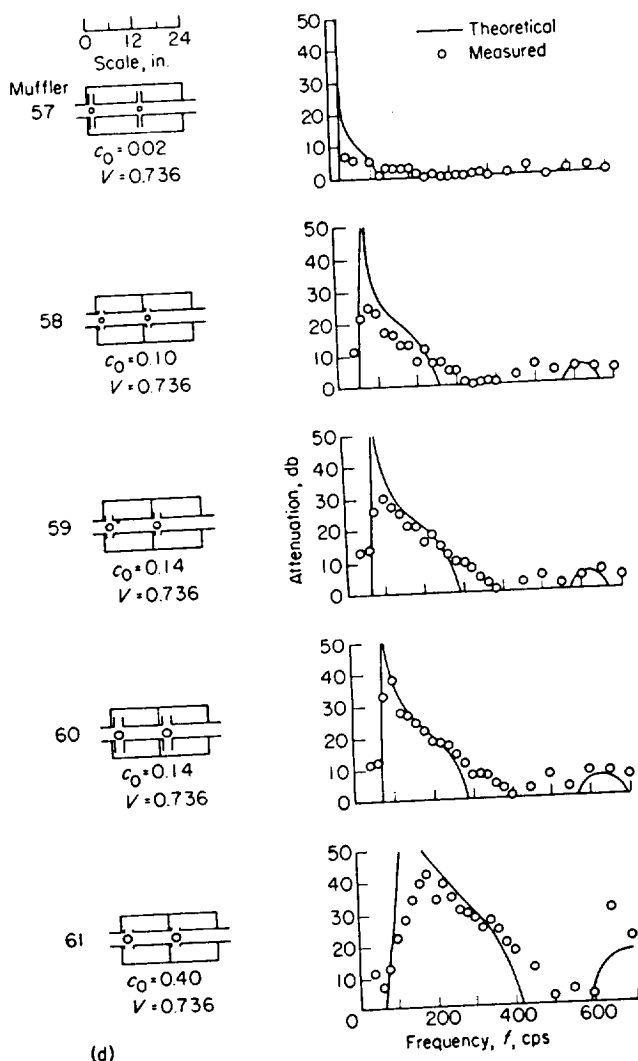 0 12 24
Scale, in.
Theoretical
Measured
Muffler
57
c₀ = 0.02
V = 0.736
50
40
30
20
10
0
58
c₀ = 0.10
V = 0.736
50
40
30
20
10
0
59
c₀ = 0.14
V = 0.736
50
40
30
20
10
0
Attenuation, db
60
c₀ = 0.14
V = 0.736
50
40
30
20
10
0
61
c₀ = 0.40
V = 0.736
50
40
30
20
10
0 200 400 600
Frequency, f, cps
(d)